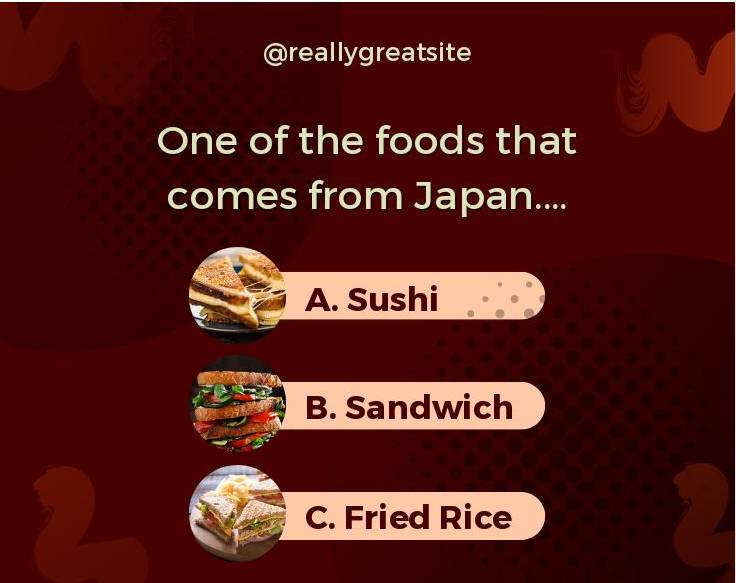 @reallygreatsite
One of the foods that
comes from Japan....
A. Sushi
B. Sandwich
C. Fried Rice